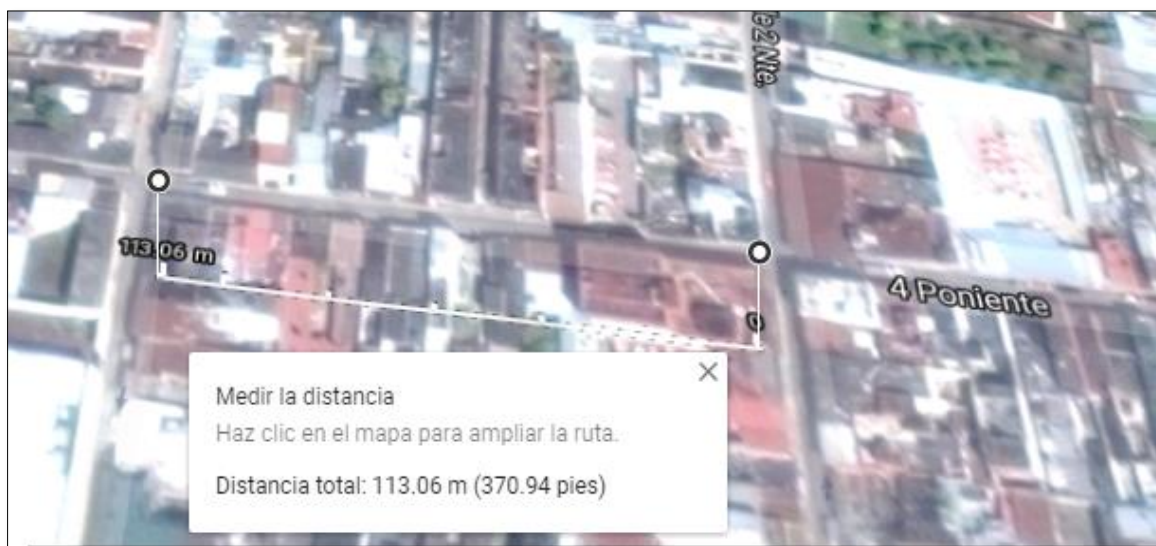 e 2 Nte.
113.06 m
0
4 Poniente
Medir la distancia
Haz clic en el mapa para ampliar la ruta.
Distancia total: 113.06 m (370.94 pies)